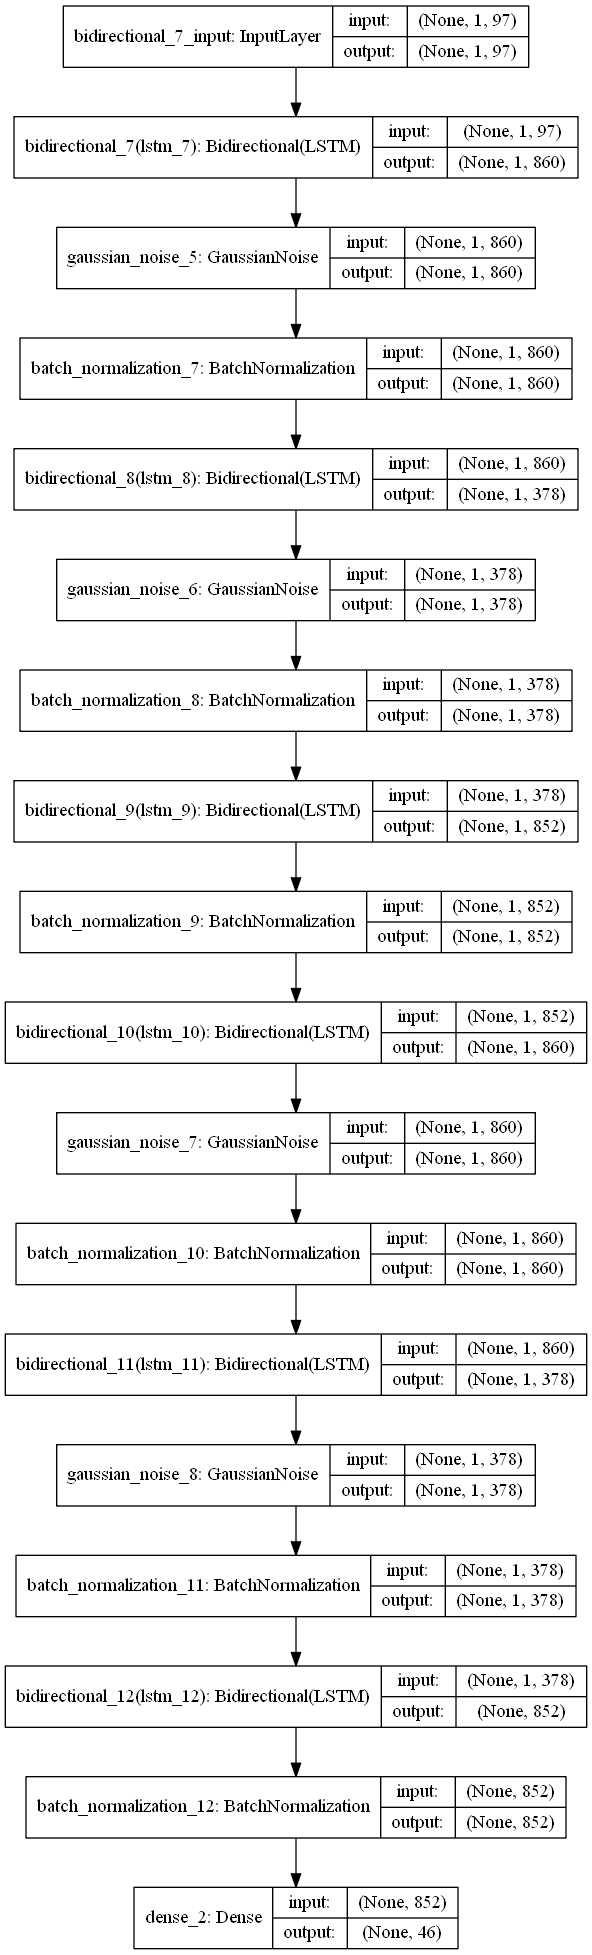 bidirectional_7_input: InputLayer
input: (None, 1, 97)
output: (None, 1, 97)
bidirectional_7(lstm_7): Bidirectional(LSTM)
input: (None, 1, 97)
output: (None, 1, 860)
gaussian_noise_5: GaussianNoise
input: (None, 1, 860)
output: (None, 1, 860)
batch_normalization_7: BatchNormalization
input: (None, 1, 860)
output: (None, 1, 860)
bidirectional_8(lstm_8): Bidirectional(LSTM)
input: (None, 1, 860)
output: (None, 1, 378)
gaussian_noise_6: GaussianNoise
input: (None, 1, 378)
output: (None, 1, 378)
batch_normalization_8: BatchNormalization
input: (None, 1, 378)
output: (None, 1, 378)
bidirectional_9(lstm_9): Bidirectional(LSTM)
input: (None, 1, 378)
output: (None, 1, 852)
batch_normalization_9: BatchNormalization
input: (None, 1, 852)
output: (None, 1, 852)
bidirectional_10(lstm_10): Bidirectional(LSTM)
input: (None, 1, 852)
output: (None, 1, 860)
gaussian_noise_7: GaussianNoise
input: (None, 1, 860)
output: (None, 1, 860)
batch_normalization_10: BatchNormalization
input: (None, 1, 860)
output: (None, 1, 860)
bidirectional_11(lstm_11): Bidirectional(LSTM)
input: (None, 1, 860)
output: (None, 1, 378)
gaussian_noise_8: GaussianNoise
input: (None, 1, 378)
output: (None, 1, 378)
batch_normalization_11: BatchNormalization
input: (None, 1, 378)
output: (None, 1, 378)
bidirectional_12(lstm_12): Bidirectional(LSTM)
input: (None, 1, 378)
output: (None, 852)
batch_normalization_12: BatchNormalization
input: (None, 852)
output: (None, 852)
dense_2: Dense
input: (None, 852)
output: (None, 46)